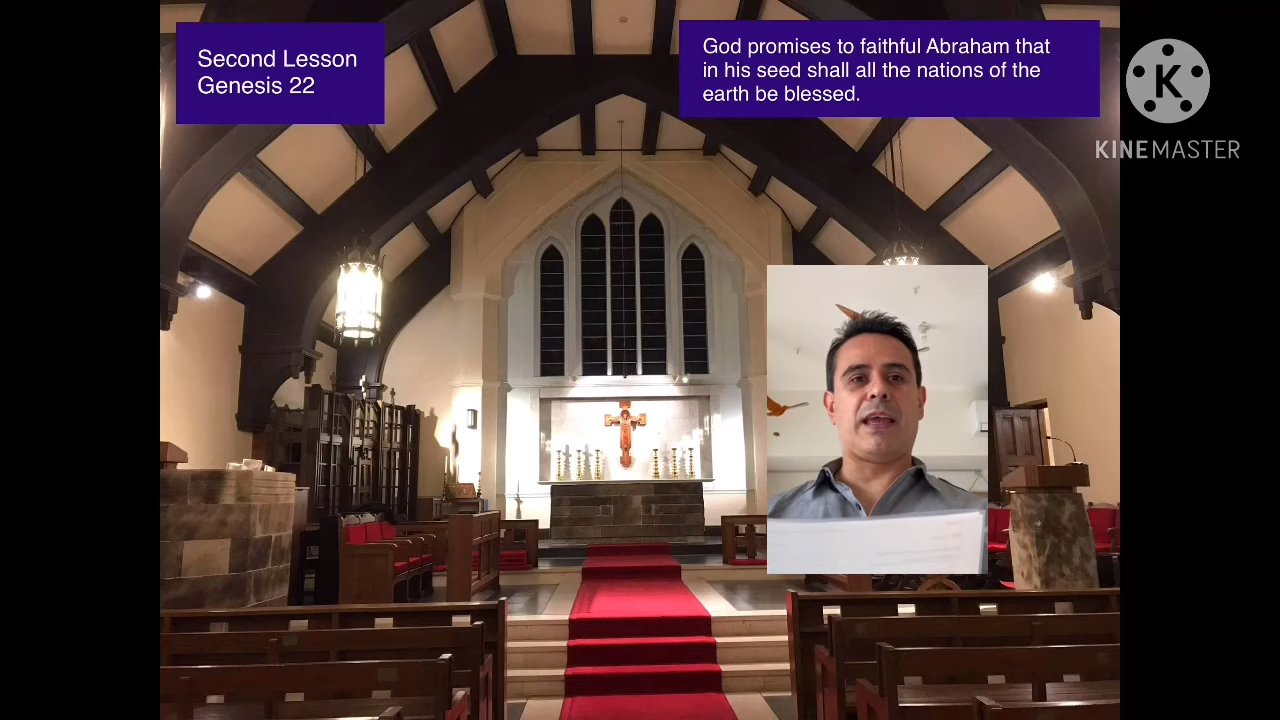 Second Lesson
Genesis 22
God promises to faithful Abraham that
in his seed shall all the nations of the
earth be blessed.
K
KINEMASTER